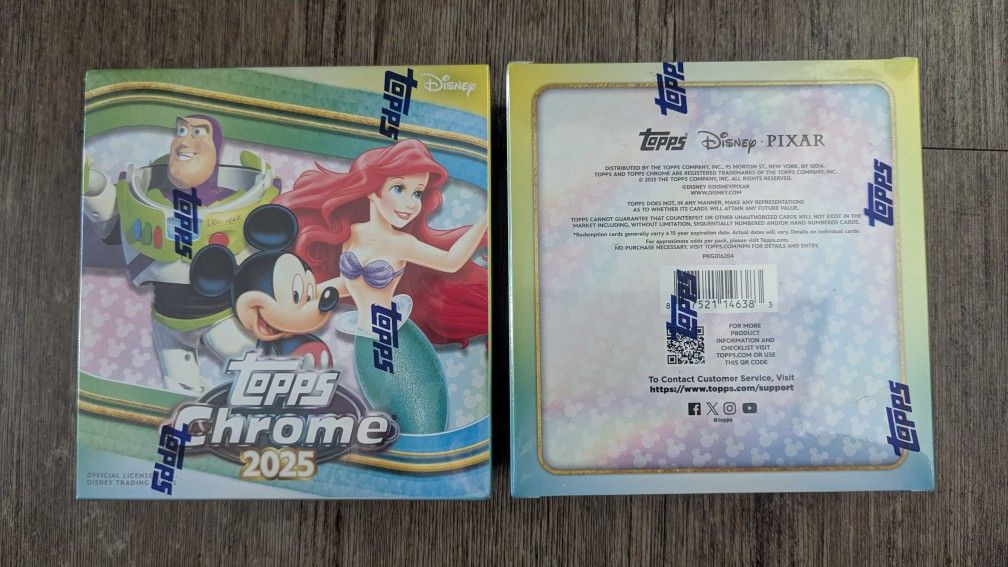 topps
Disney
topps
topps
topps
Chrome®
2025
topps
OFFICIAL LICENSE
DISNEY TRADING
topps
topps Disney · PIXAR
DISTRIBUTED BY THE TOPPS COMPANY, INC., 95 MORTON ST., NEW YORK, NY 10014.
TOPPS AND TOPPS CHROME ARE REGISTERED TRADEMARKS OF THE TOPPS COMPANY, INC.
© 2025 THE TOPPS COMPANY, INC. ALL RIGHTS RESERVED.
©DISNEY ©DISNEY/PIXAR
WWW.DISNEY.COM
TOPPS DOES NOT, IN ANY MANNER, MAKE ANY REPRESENTATIONS
AS TO WHETHER ITS CARDS WILL ATTAIN ANY FUTURE VALUE.
TOPPS CANNOT GUARANTEE THAT COUNTERFEIT OR OTHER UNAUTHORIZED CARDS WILL NOT EXIST IN THE
MARKET INCLUDING, WITHOUT LIMITATION, SEQUENTIALLY NUMBERED AND/OR HAND NUMBERED CARDS.
*Redemption cards generally carry a 10 year expiration date. Actual dates will vary. Details on individual cards.
For approximate odds per pack, please visit Topps.com.
NO PURCHASE NECESSARY. VISIT TOPPS.COM/NPN FOR DETAILS AND ENTRY.
PKG016204
topps
topps
8 521 14638 3
FOR MORE
PRODUCT
INFORMATION AND
CHECKLIST VISIT
TOPPS.COM OR USE
THIS QR CODE
To Contact Customer Service, Visit
https://www.topps.com/support
@topps
topps